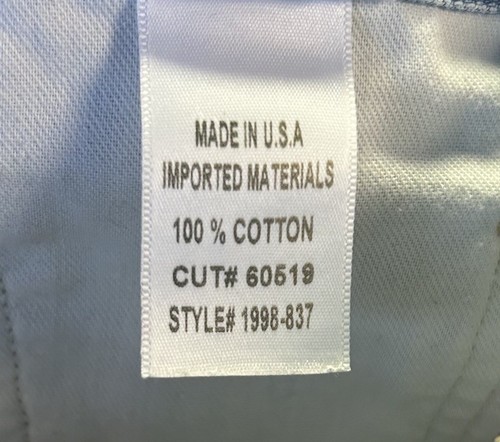 MADE IN U.S.A
IMPORTED MATERIALS
100 % COTTON
CUT# 60519
STYLE# 1998-837